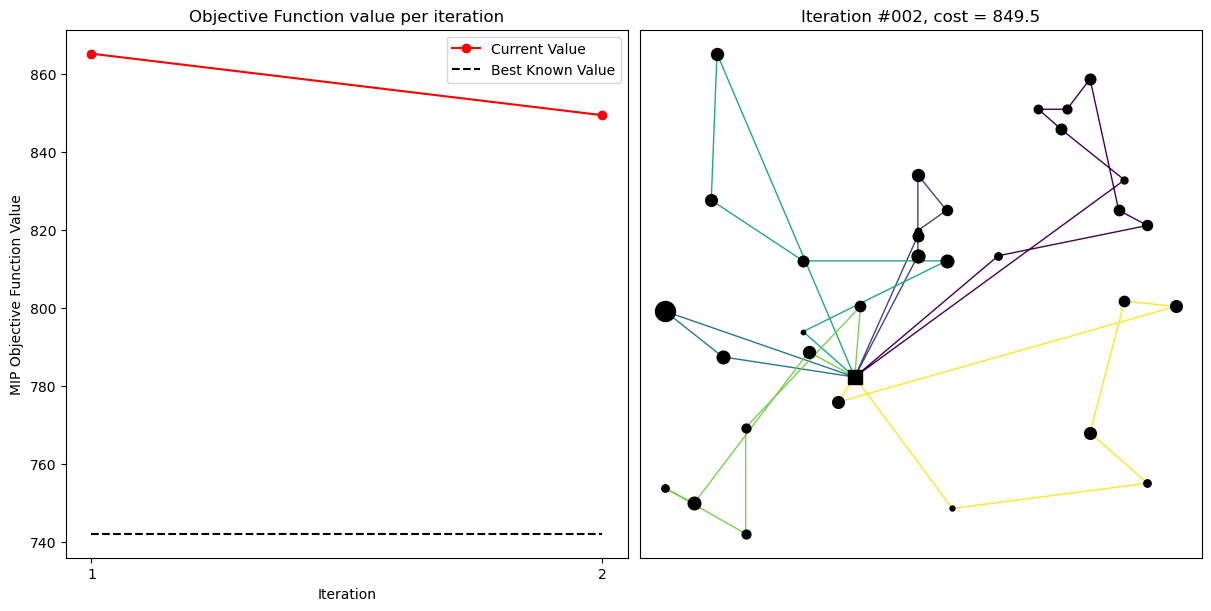 Objective Function value per iteration
Current Value
Best Known Value
MIP Objective Function Value
860
840
820
800
780
760
740
1
2
Iteration
Iteration #002, cost = 849.5